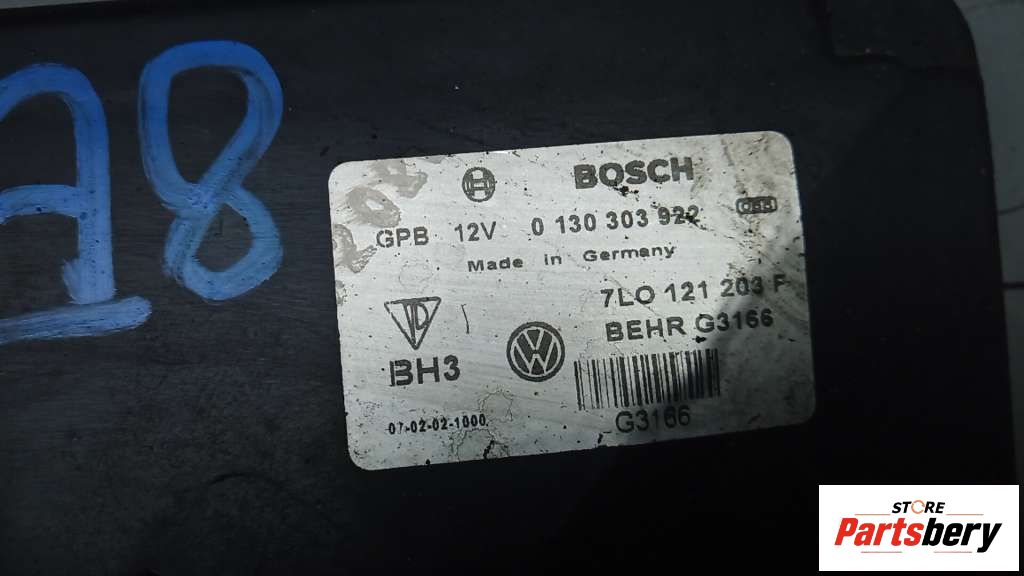 A8
BOSCH
GPB 12V 0 130 303 922
Made in Germany
7LO 121 203 F
BEHR G3166
BH3
07-02-02-1000
G3166
STORE
Partsbery